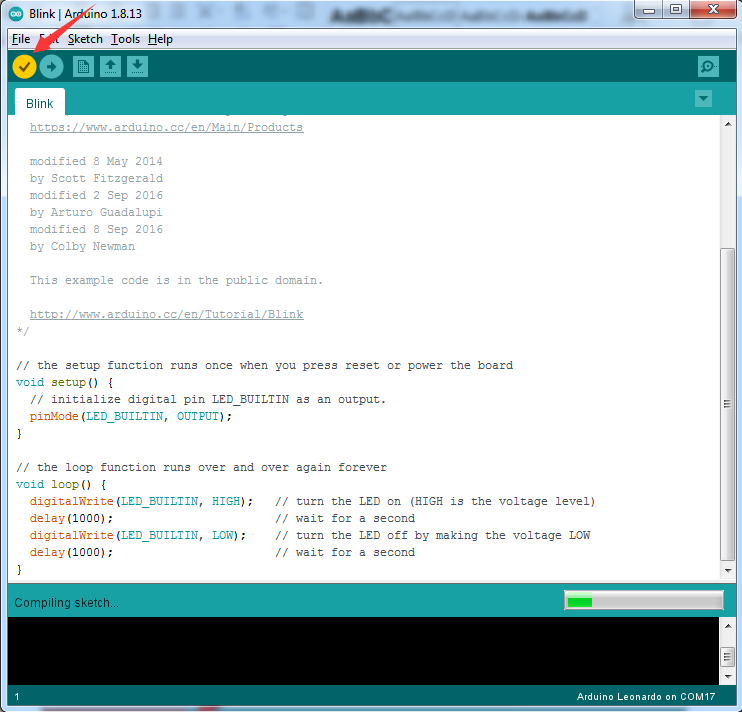 Blink | Arduino 1.8.13
File Edit Sketch Tools Help
Blink
https://www.arduino.cc/en/Main/Products
modified 8 May 2014
by Scott Fitzgerald
modified 2 Sep 2016
by Arturo Guadalupi
modified 8 Sep 2016
by Colby Newman
This example code is in the public domain.
http://www.arduino.cc/en/Tutorial/Blink
*/
// the setup function runs once when you press reset or power the board
void setup() {
// initialize digital pin LED_BUILTIN as an output.
pinMode(LED_BUILTIN, OUTPUT);
}
// the loop function runs over and over again forever
void loop() {
digitalWrite(LED_BUILTIN, HIGH);   // turn the LED on (HIGH is the voltage level)
delay(1000);                       // wait for a second
digitalWrite(LED_BUILTIN, LOW);    // turn the LED off by making the voltage LOW
delay(1000);                       // wait for a second
}
Compiling sketch...
1
Arduino Leonardo on COM17